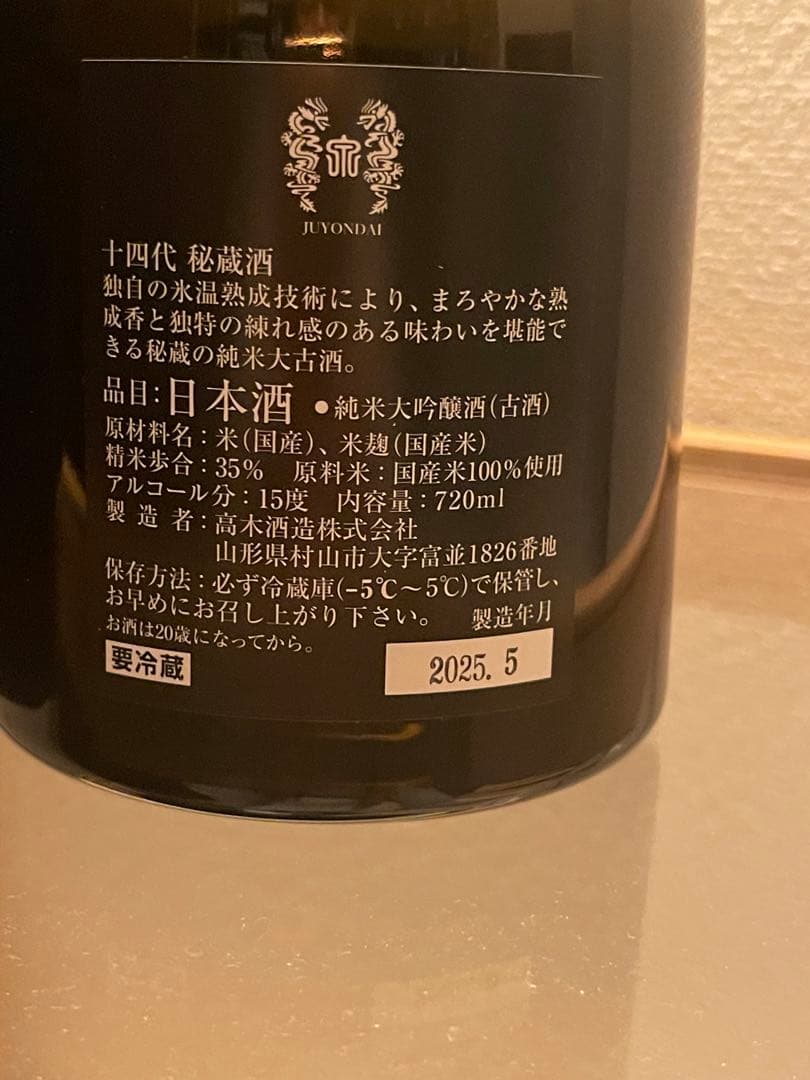 JUYONDAI
十四代 秘蔵酒
独自の氷温熟成技術により、まろやかな熟
成香と独特の練れ感のある味わいを堪能で
きる秘蔵の純米大古酒。
品目：日本酒 ●純米大吟醸酒（古酒）
原材料名：米（国産）、米麹（国産米）
精米歩合：35％ 原料米：国産米100％使用
アルコール分：15度 内容量：720ml
製造者：高木酒造株式会社
山形県村山市大字富並1826番地
保存方法：必ず冷蔵庫（-5℃～5℃）で保管し、
お早めにお召し上がり下さい。 製造年月
お酒は20歳になってから。
要冷蔵 2025. 5